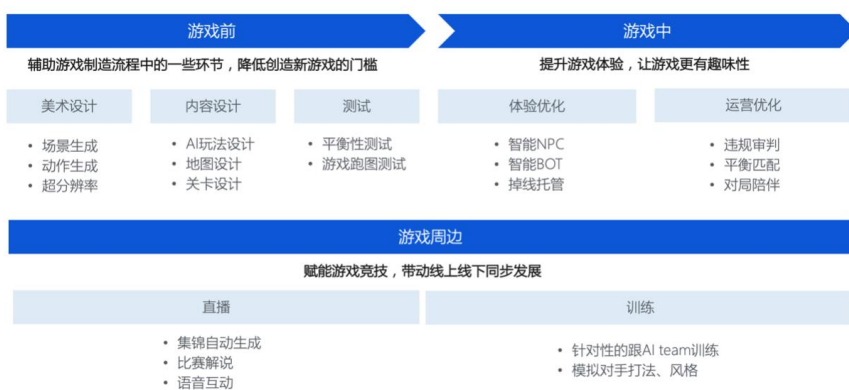 游戏前
游戏中
辅助游戏制造流程中的一些环节，降低创造新游戏的门槛
提升游戏体验，让游戏更有趣味性
美术设计
内容设计
测试
体验优化
运营优化
• 场景生成
• 动作生成
• 超分辨率
• AI玩法设计
• 地图设计
• 关卡设计
• 平衡性测试
• 游戏跑图测试
• 智能NPC
• 智能BOT
• 掉线托管
• 违规审判
• 平衡匹配
• 对局陪伴
游戏周边
赋能游戏竞技，带动线上线下同步发展
直播
训练
• 集锦自动生成
• 比赛解说
• 语音互动
• 针对性的跟AI team训练
• 模拟对手打法、风格